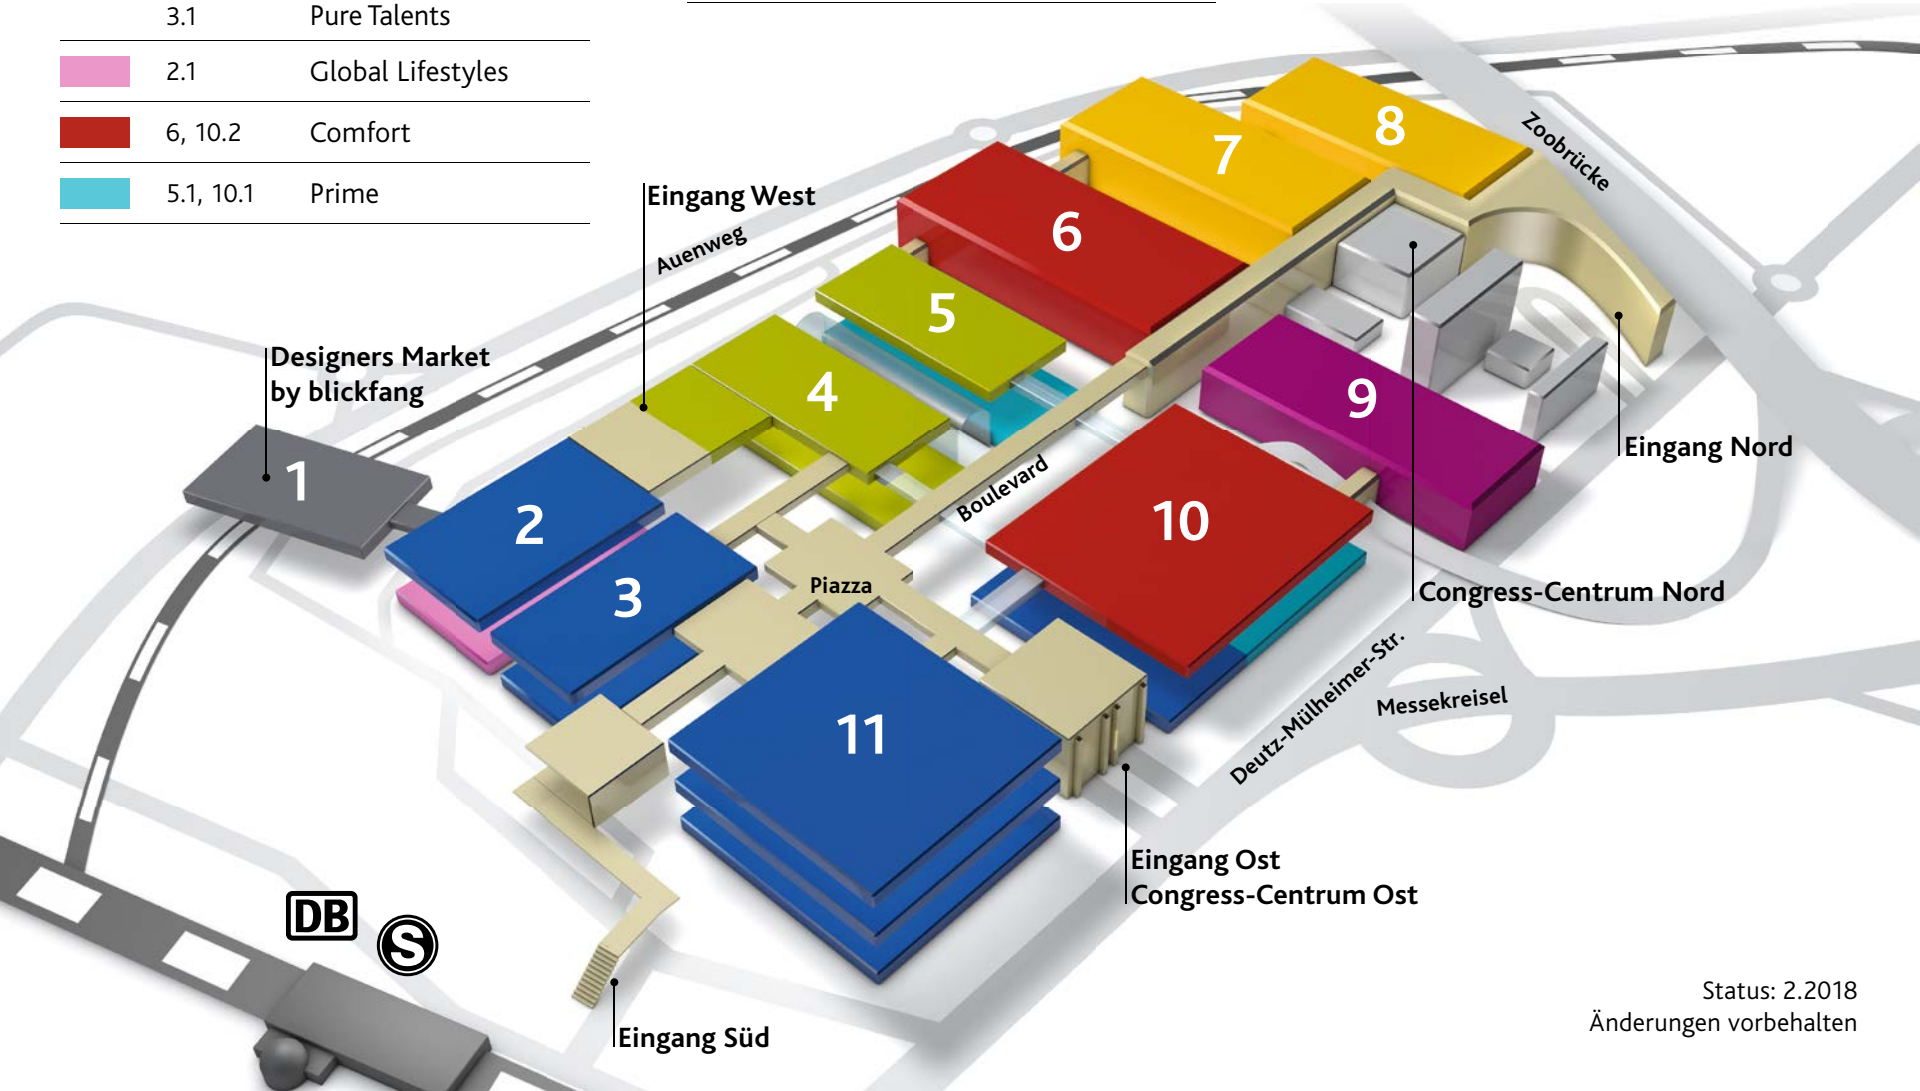 3.1 Pure Talents
2.1 Global Lifestyles
6, 10.2 Comfort
5.1, 10.1 Prime
8
7
Zoobrücke
Eingang West
6
Auenweg
5
Designers Market
by blickfang
4
9
Eingang Nord
1
Boulevard
2
10
3
Piazza
Congress-Centrum Nord
Deutz-Mülheimer-Str.
Messekreisel
11
Eingang Ost
Congress-Centrum Ost
DB
S
Eingang Süd
Status: 2.2018
Änderungen vorbehalten